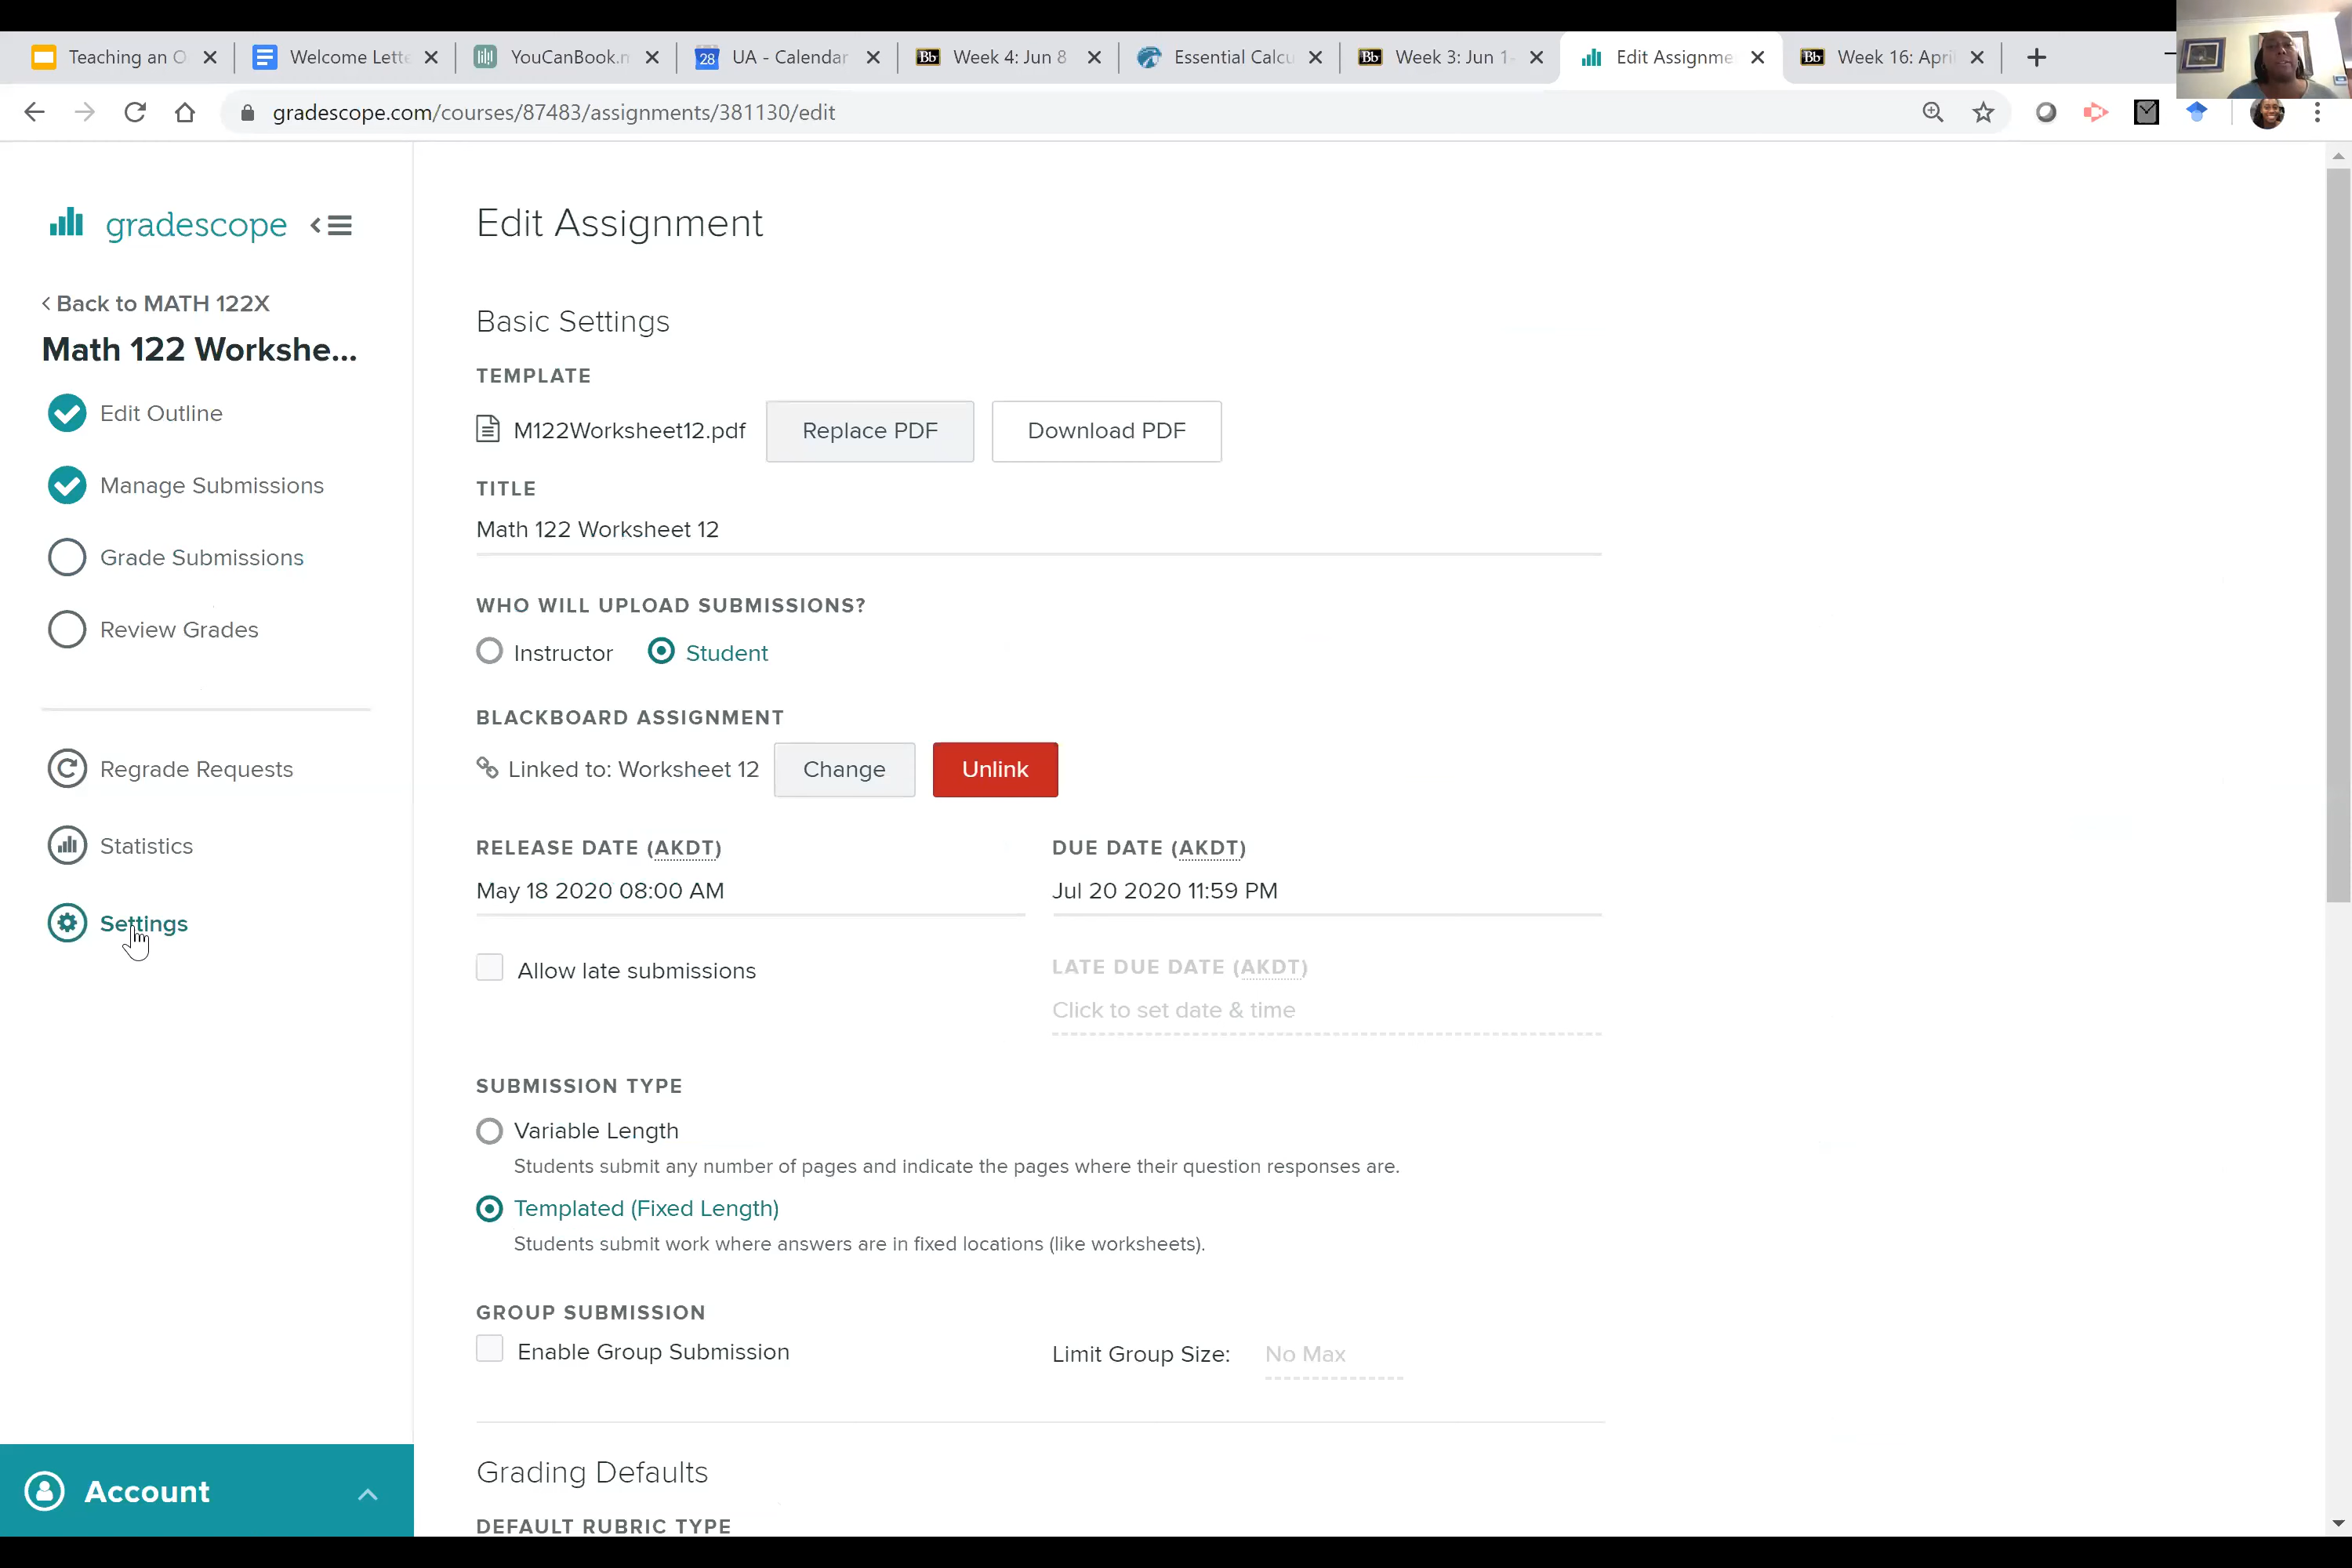 Teaching an O
Welcome Lette
YouCanBook.m
28
UA - Calendar
Bb
Week 4: Jun 8
Essential Calcu
Bb
Week 3: Jun 1-
Edit Assignme
Bb
Week 16: Apri
gradescope.com/courses/87483/assignments/381130/edit
gradescope
Back to MATH 122X
Math 122 Workshe...
Edit Outline
Manage Submissions
Grade Submissions
Review Grades
Regrade Requests
Statistics
Settings
Account
Edit Assignment
Basic Settings
TEMPLATE
M122Worksheet12.pdf Replace PDF Download PDF
TITLE
Math 122 Worksheet 12
WHO WILL UPLOAD SUBMISSIONS?
Instructor Student
BLACKBOARD ASSIGNMENT
Linked to: Worksheet 12 Change Unlink
RELEASE DATE (AKDT) DUE DATE (AKDT)
May 18 2020 08:00 AM Jul 20 2020 11:59 PM
Allow late submissions LATE DUE DATE (AKDT)
Click to set date & time
SUBMISSION TYPE
Variable Length
Students submit any number of pages and indicate the pages where their question responses are.
Templated (Fixed Length)
Students submit work where answers are in fixed locations (like worksheets).
GROUP SUBMISSION
Enable Group Submission Limit Group Size: No Max
Grading Defaults
DEFAULT RUBRIC TYPE